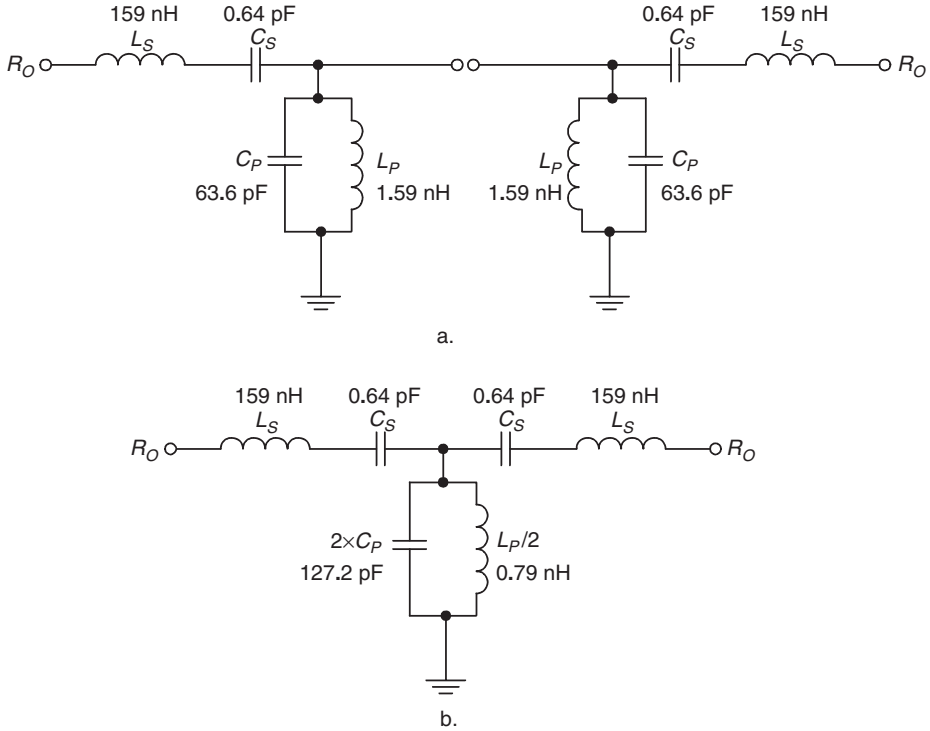 159 nH 0.64 pF 0.64 pF 159 nH
L_S C_S C_S L_S
R_O R_O
C_P L_P L_P C_P
63.6 pF 1.59 nH 1.59 nH 63.6 pF
a.
159 nH 0.64 pF 0.64 pF 159 nH
L_S C_S C_S L_S
R_O R_O
2×C_P L_P/2
127.2 pF 0.79 nH
b.